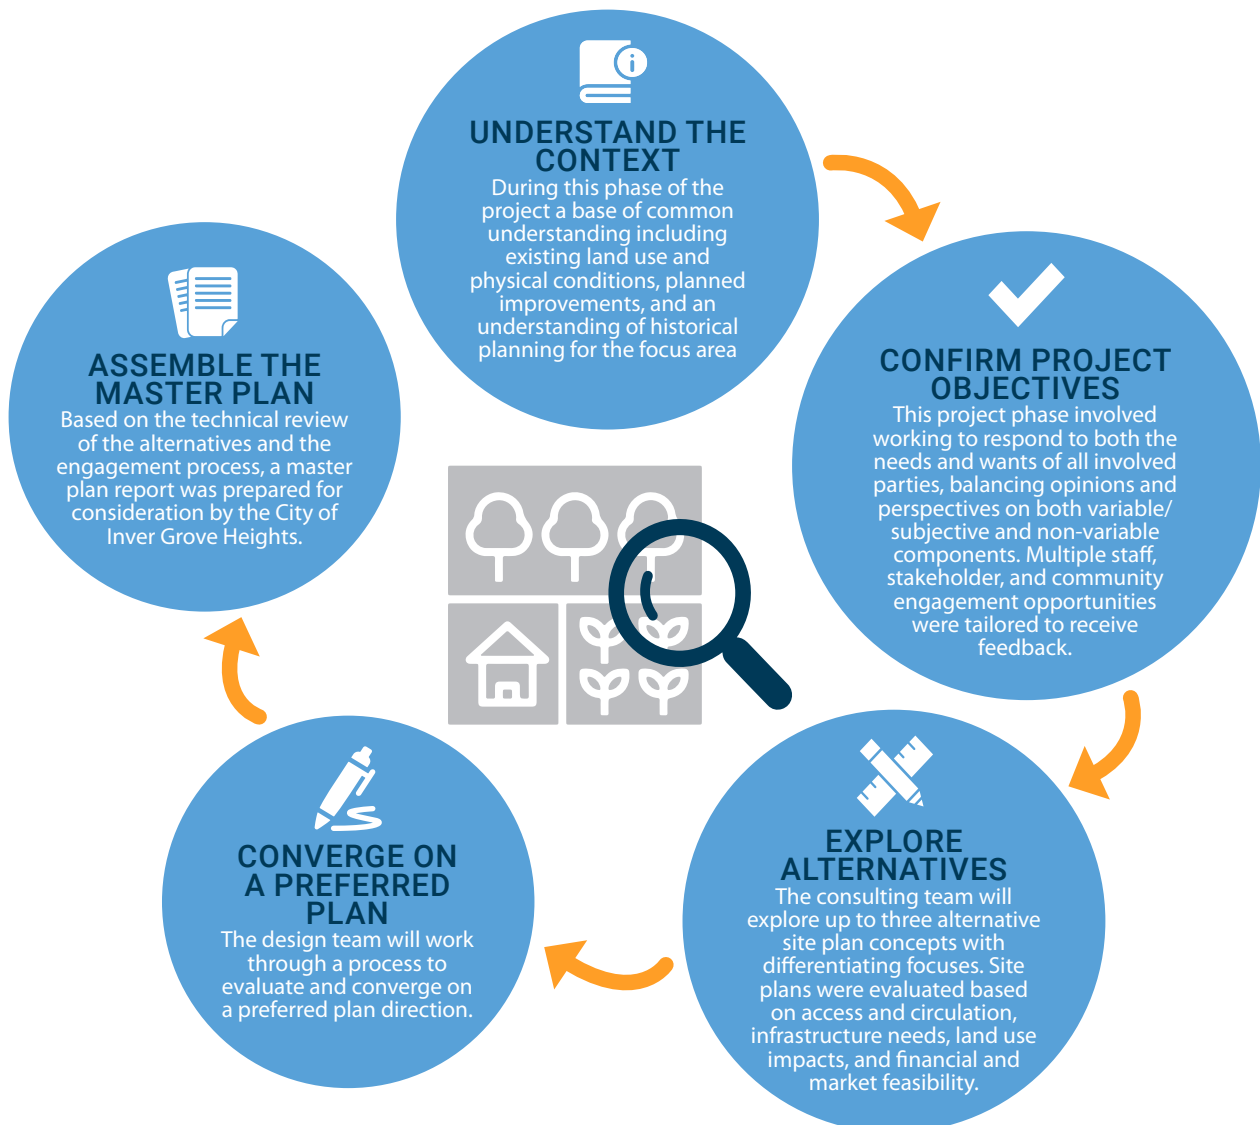 UNDERSTAND THE
CONTEXT
During this phase of the
project a base of common
understanding including
existing land use and
physical conditions, planned
improvements, and an
understanding of historical
planning for the focus area
CONFIRM PROJECT
OBJECTIVES
This project phase involved
working to respond to both the
needs and wants of all involved
parties, balancing opinions and
perspectives on both variable/
subjective and non-variable
components. Multiple staff,
stakeholder, and community
engagement opportunities
were tailored to receive
feedback.
EXPLORE
ALTERNATIVES
The consulting team will
explore up to three alternative
site plan concepts with
differentiating focuses. Site
plans were evaluated based
on access and circulation,
infrastructure needs, land use
impacts, and financial and
market feasibility.
CONVERGE ON
A PREFERRED
PLAN
The design team will work
through a process to
evaluate and converge on
a preferred plan direction.
ASSEMBLE THE
MASTER PLAN
Based on the technical review
of the alternatives and the
engagement process, a master
plan report was prepared for
consideration by the City of
Inver Grove Heights.